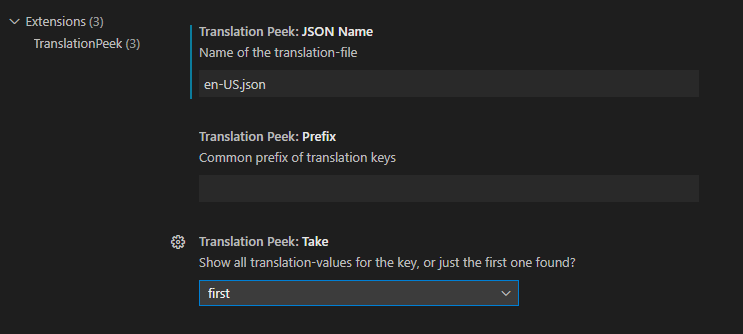 Extensions (3)
TranslationPeek (3)
Translation Peek: JSON Name
Name of the translation-file
en-US.json
Translation Peek: Prefix
Common prefix of translation keys
Translation Peek: Take
Show all translation-values for the key, or just the first one found?
first